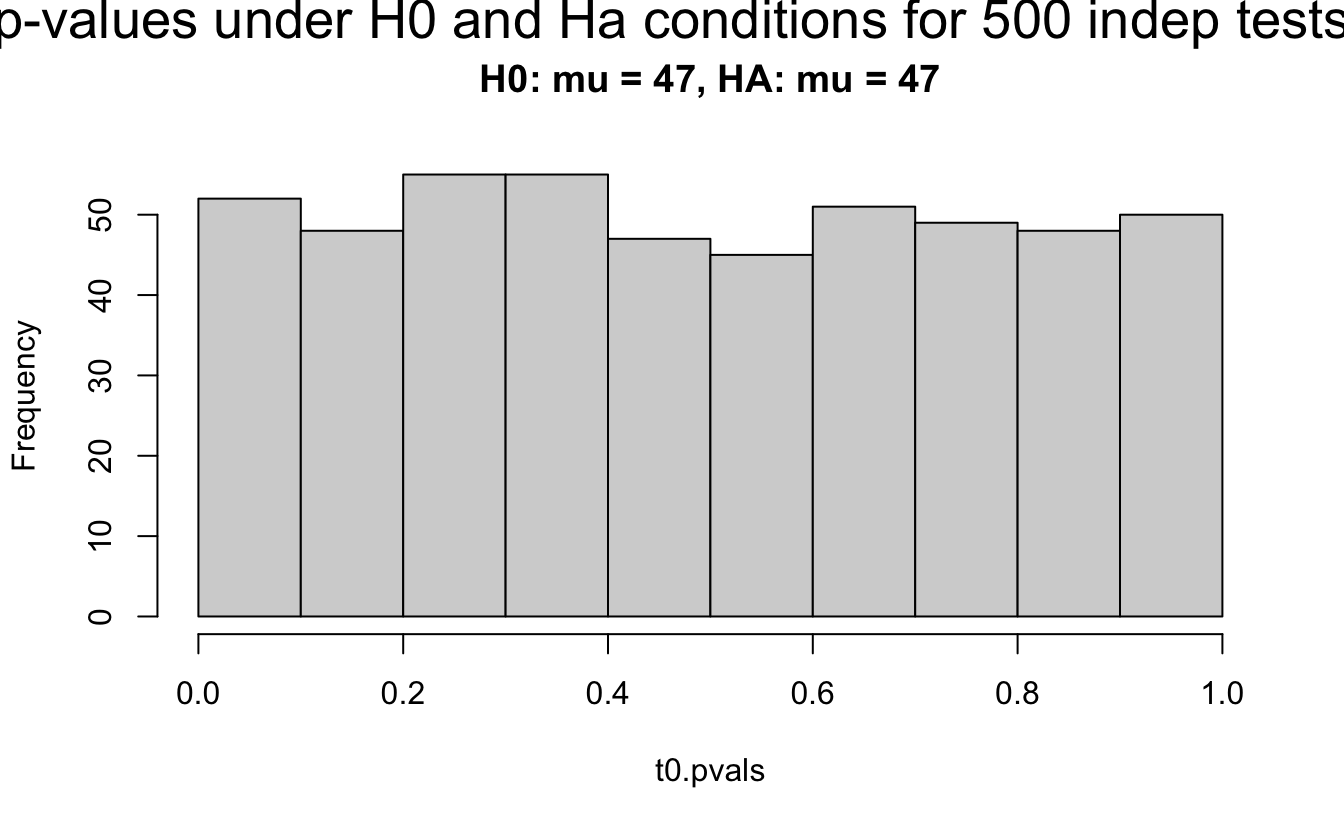 p-values under H0 and Ha conditions for 500 indep tests
H0: mu = 47, HA: mu = 47
Frequency
50
40
30
20
10
0
0.0 0.2 0.4 0.6 0.8 1.0
t0.pvals